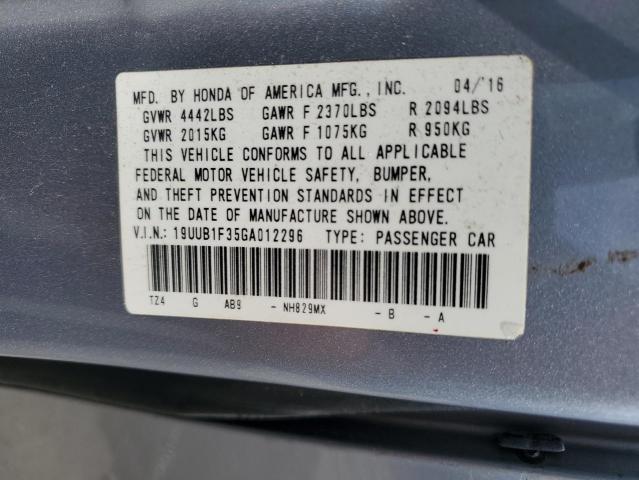 MFD. BY HONDA OF AMERICA MFG., INC. 04/'16
GVWR 4442LBS GAWR F 2370LBS R 2094LBS
GVWR 2015KG GAWR F 1075KG R 950KG
THIS VEHICLE CONFORMS TO ALL APPLICABLE
FEDERAL MOTOR VEHICLE SAFETY, BUMPER,
AND THEFT PREVENTION STANDARDS IN EFFECT
ON THE DATE OF MANUFACTURE SHOWN ABOVE.
V.I.N.: 19UUB1F35GA012296 TYPE: PASSENGER CAR
TZ4 G AB9 - NH829MX - B - A